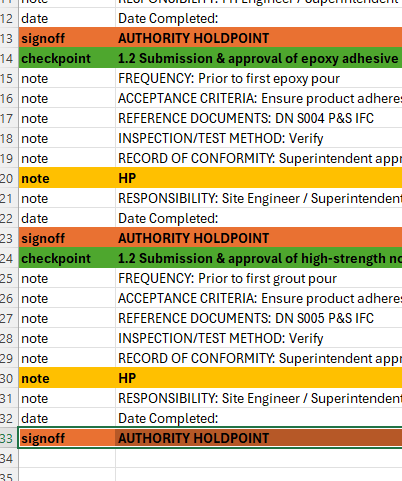 12 date Date Completed:
13 signoff AUTHORITY HOLDPOINT
14 checkpoint 1.2 Submission & approval of epoxy adhesive
15 note FREQUENCY: Prior to first epoxy pour
16 note ACCEPTANCE CRITERIA: Ensure product adheres
17 note REFERENCE DOCUMENTS: DN S004 P&S IFC
18 note INSPECTION/TEST METHOD: Verify
19 note RECORD OF CONFORMITY: Superintendent appr
20 note HP
21 note RESPONSIBILITY: Site Engineer / Superintendent
22 date Date Completed:
23 signoff AUTHORITY HOLDPOINT
24 checkpoint 1.2 Submission & approval of high-strength no
25 note FREQUENCY: Prior to first grout pour
26 note ACCEPTANCE CRITERIA: Ensure product adheres
27 note REFERENCE DOCUMENTS: DN S005 P&S IFC
28 note INSPECTION/TEST METHOD: Verify
29 note RECORD OF CONFORMITY: Superintendent appr
30 note HP
31 note RESPONSIBILITY: Site Engineer / Superintendent
32 date Date Completed:
33 signoff AUTHORITY HOLDPOINT
34
35